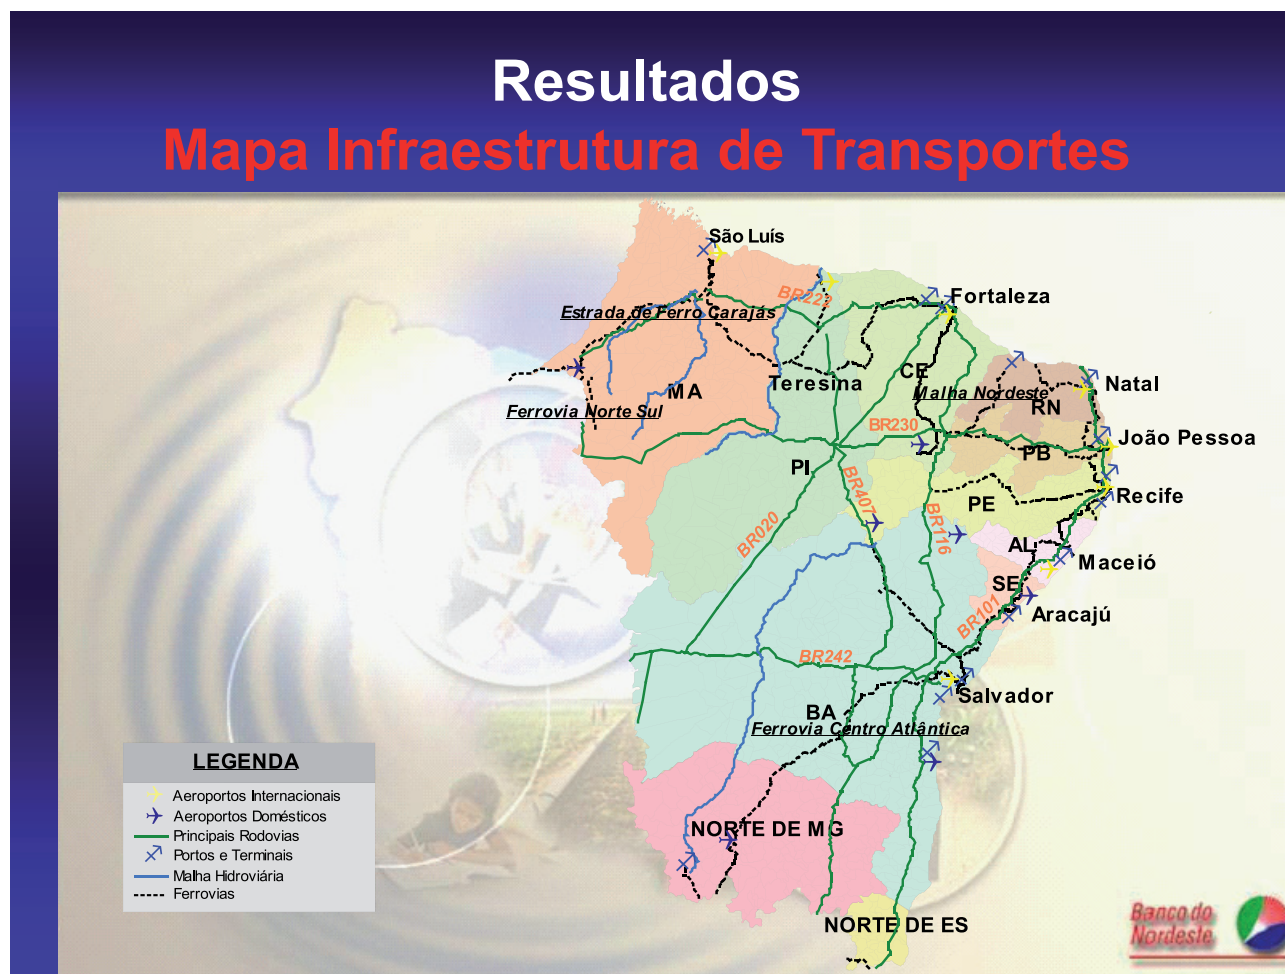 Resultados
Mapa Infraestrutura de Transportes
São Luís
BR222
Fortaleza
Estrada de Ferro Carajás
Teresina
CE
MA
Malha Nordeste
Natal
RN
Ferrovia Norte Sul
BR230
João Pessoa
PB
PI
BR407
Recife
PE
BR020
BR116
AL
Maceió
SE
BR101
Aracajú
BR242
Salvador
BA
Ferrovia Centro Atlântica
LEGENDA
Aeroportos Internacionais
Aeroportos Domésticos
Principais Rodovias
Portos e Terminais
Malha Hidroviária
Ferrovias
NORTE DE MG
NORTE DE ES
Banco do
Nordeste